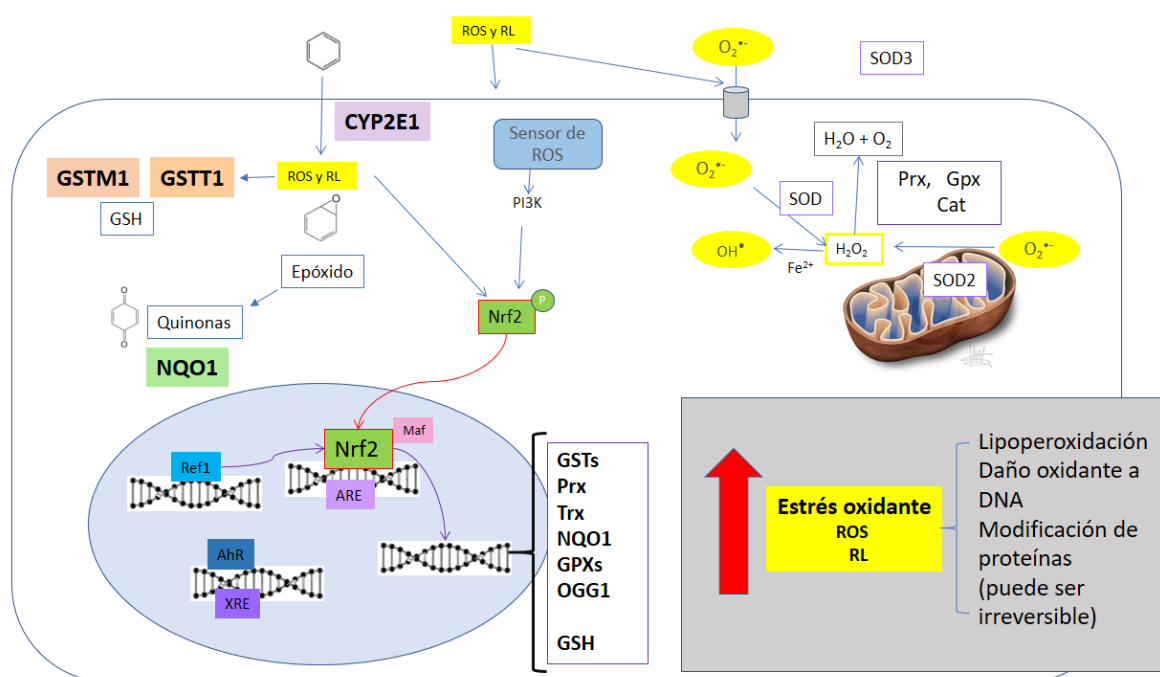 ROS y RL
O₂•-
SOD3
CYP2E1
Sensor de
ROS
H₂O + O₂
GSTM1
GSTT1
ROS y RL
O₂•-
Prx, Gpx
Cat
GSH
PI3K
SOD
OH•
H₂O₂
O₂•-
Fe²⁺
O
Epóxido
SOD2
O
Quinonas
O
Nrf2
P
NQO1
Nrf2
Maf
Ref1
ARE
AhR
XRE
GSTs
Prx
Trx
NQO1
GPXs
OGG1
GSH
Estrés oxidante
ROS
RL
Lipoperoxidación
Daño oxidante a
DNA
Modificación de
proteínas
(puede ser
irreversible)